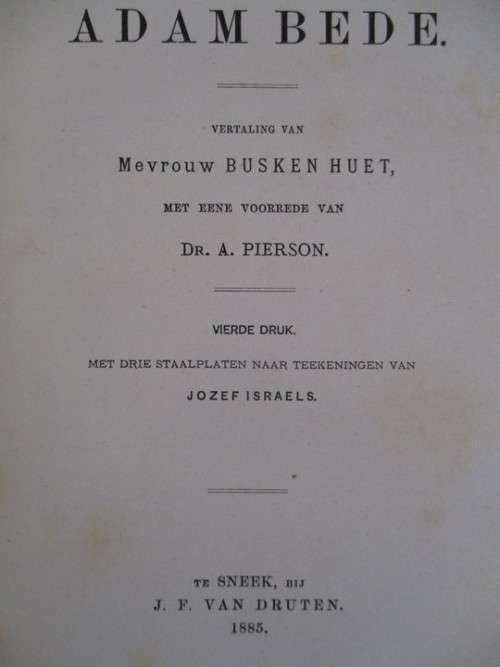 ADAM BEDE.
VERTALING VAN
Mevrouw BUSKEN HUET,
MET EENE VOORREDE VAN
DR. A. PIERSON.
VIERDE DRUK.
MET DRIE STAALPLATEN NAAR TEEKENINGEN VAN
JOZEF ISRAELS.
TE SNEEK, BIJ
J. F. VAN DRUTEN.
1885.